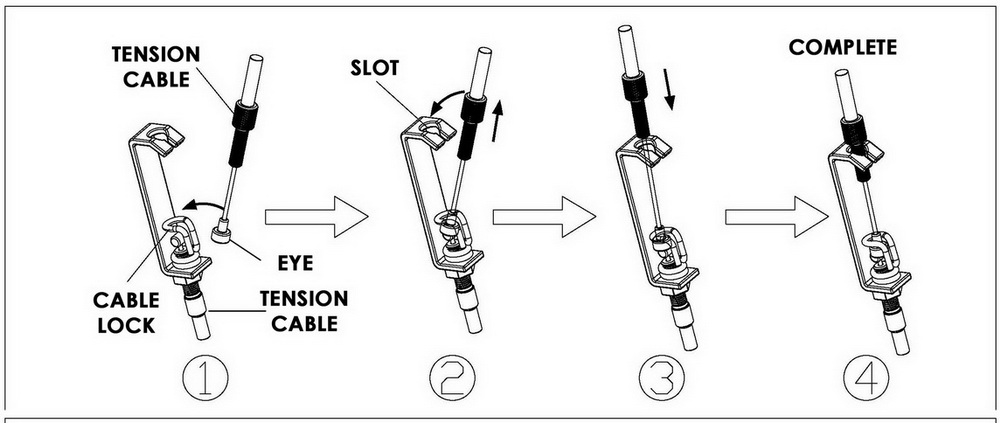 TENSION
CABLE
SLOT
COMPLETE
EYE
CABLE
LOCK
TENSION
CABLE
1
2
3
4